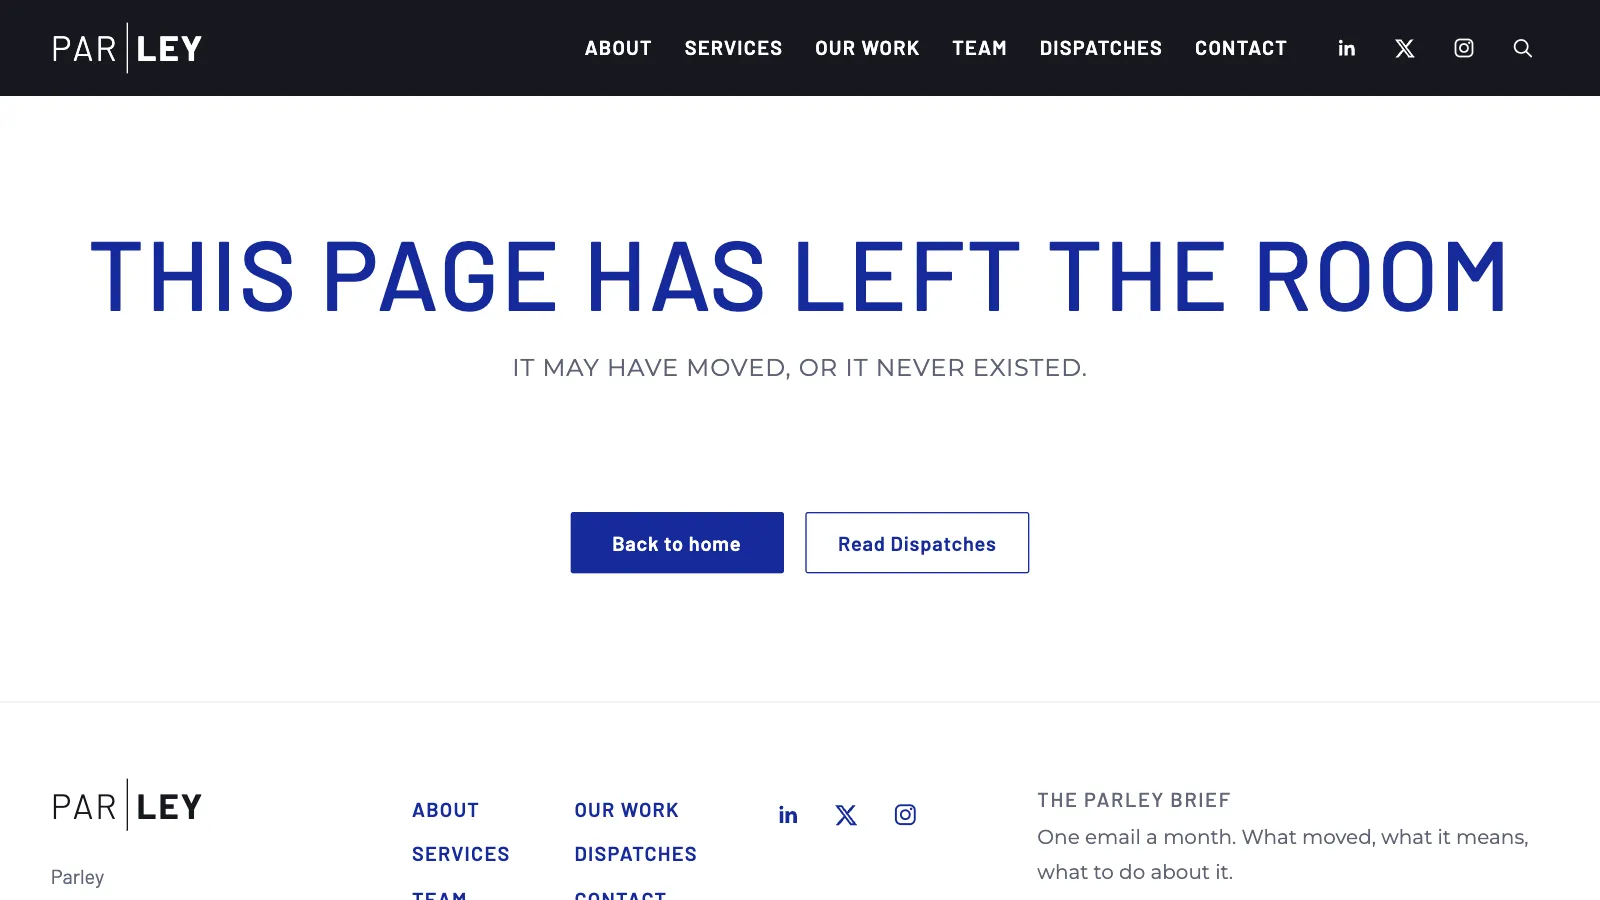 PAR|LEY
ABOUT SERVICES OUR WORK TEAM DISPATCHES CONTACT
THIS PAGE HAS LEFT THE ROOM
IT MAY HAVE MOVED, OR IT NEVER EXISTED.
Back to home
Read Dispatches
PAR|LEY
Parley
ABOUT
SERVICES
TEAM
OUR WORK
DISPATCHES
CONTACT
THE PARLEY BRIEF
One email a month. What moved, what it means,
what to do about it.